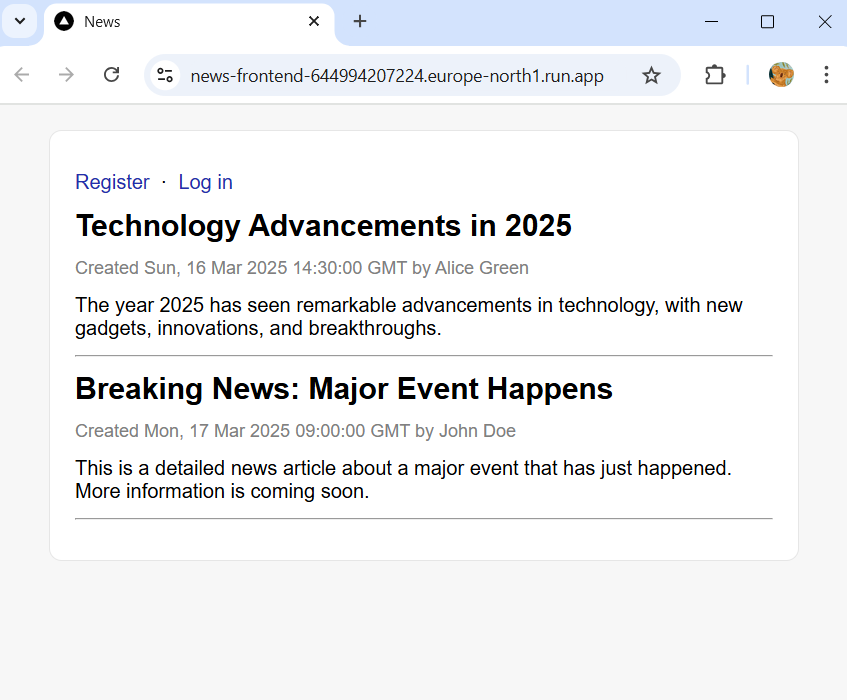 News
news-frontend-644994207224.europe-north1.run.app
Register · Log in
Technology Advancements in 2025
Created Sun, 16 Mar 2025 14:30:00 GMT by Alice Green
The year 2025 has seen remarkable advancements in technology, with new
gadgets, innovations, and breakthroughs.
Breaking News: Major Event Happens
Created Mon, 17 Mar 2025 09:00:00 GMT by John Doe
This is a detailed news article about a major event that has just happened.
More information is coming soon.